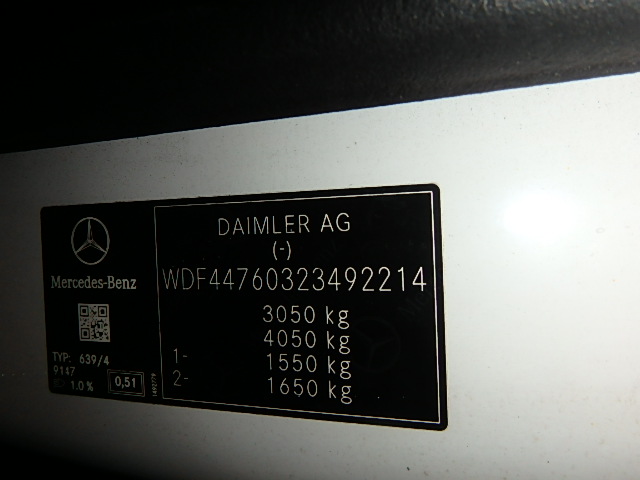 DAIMLER AG
(-)
WDF44760323492214
3050 kg
4050 kg
1- 1550 kg
2- 1650 kg
Mercedes-Benz
TYP: 639/4
9147
1.0 % 0,51
1492779